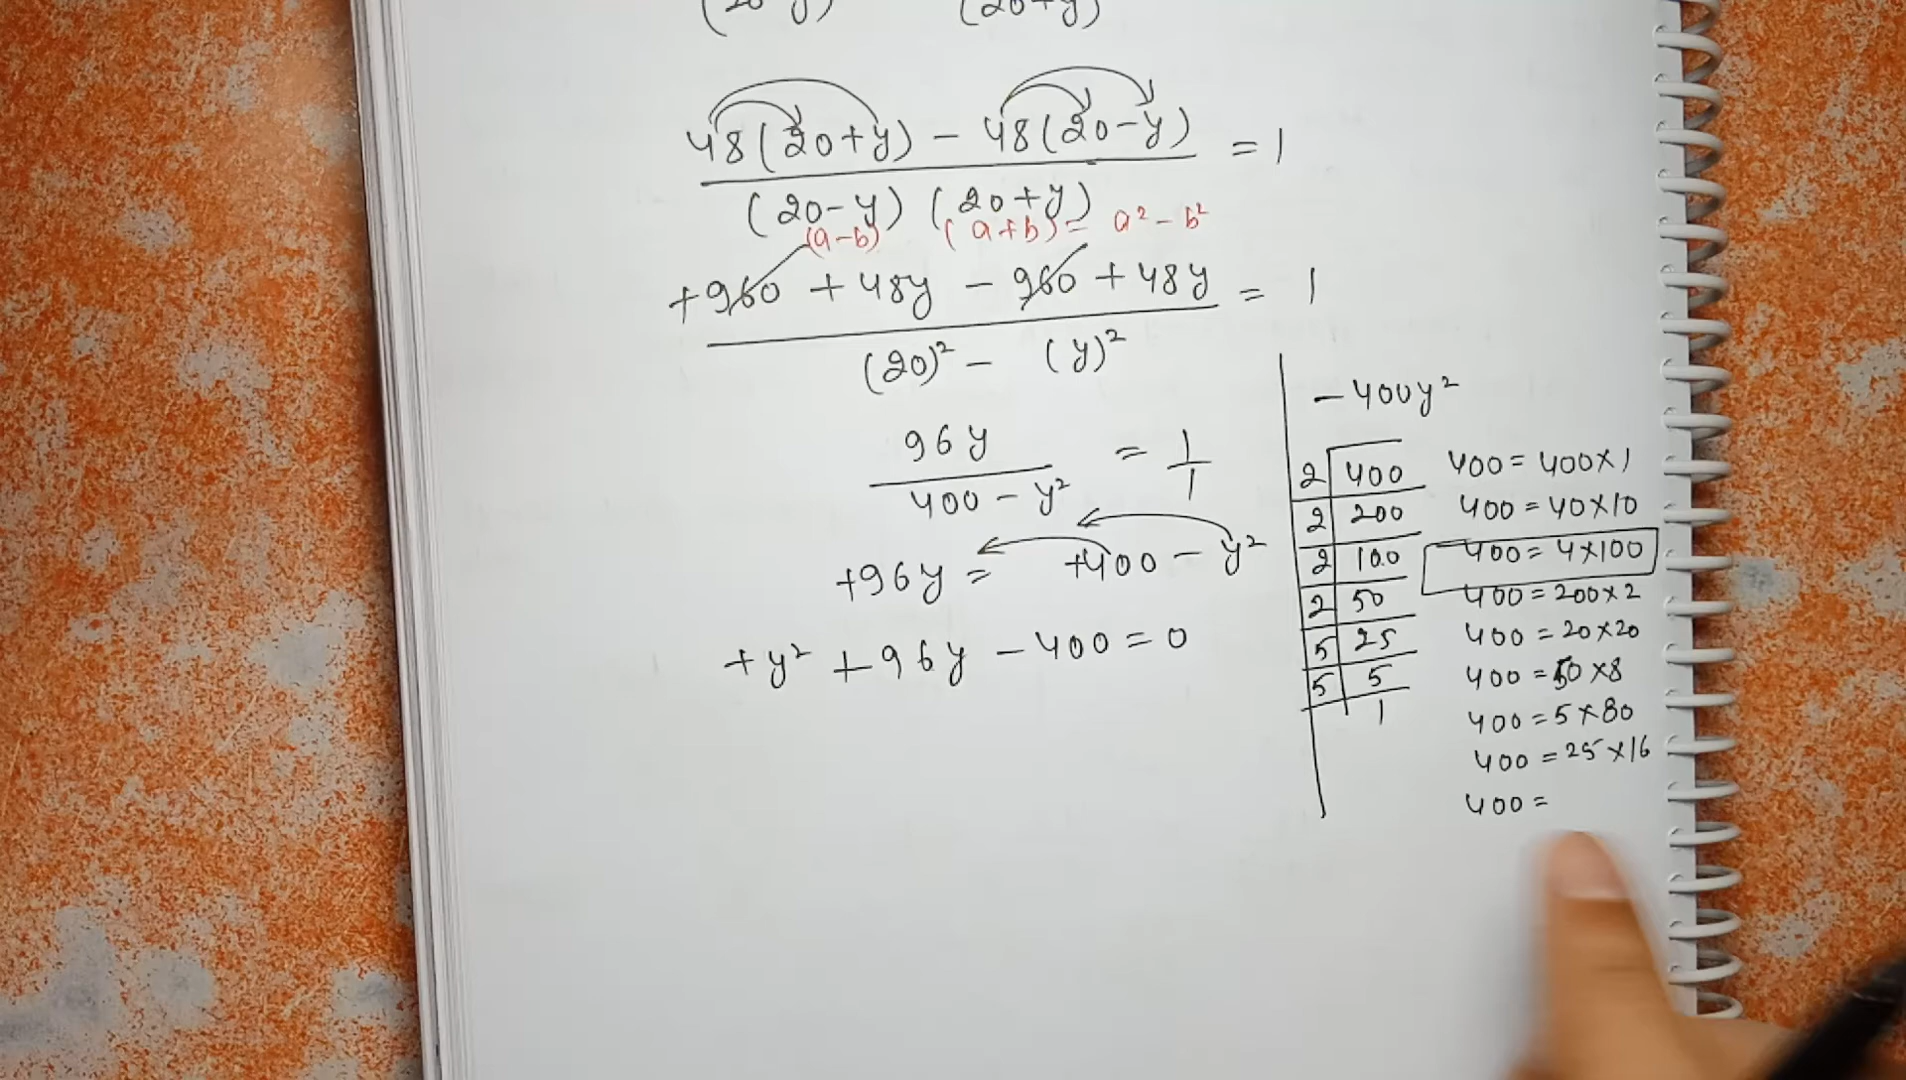 (20-y) (20+y)
48(20+y) - 48(20-y) = 1
(20-y) (20+y)
(a-b) (a+b) = a² - b²
+960 + 48y - 960 + 48y = 1
(20)² - (y)²
96y = 1
400 - y² 1
+96y = +400 - y²
+y² + 96y - 400 = 0
-400y²
2 400
2 200
2 100
2 50
5 25
5 5
1
400 = 400×1
400 = 40×10
400 = 4×100
400 = 200×2
400 = 20×20
400 = 50×8
400 = 5×80
400 = 25×16
400 =